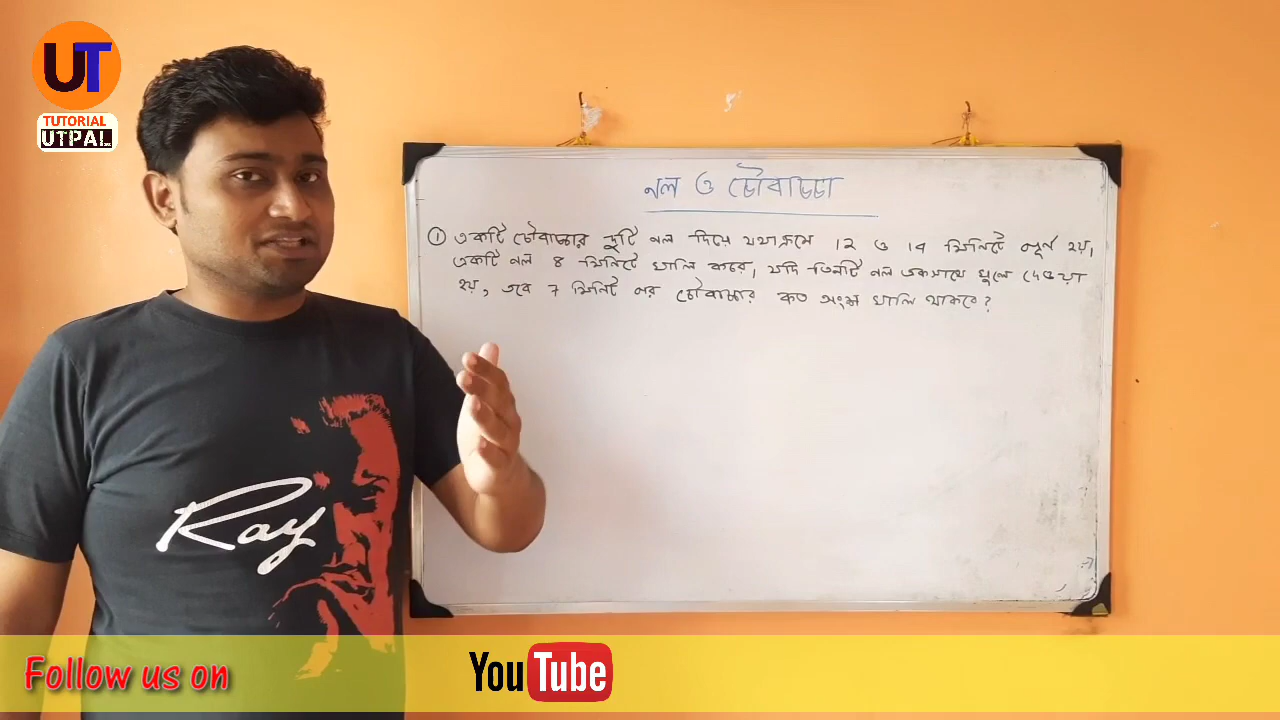 UT
TUTORIAL
UTPAL
নল ও চৌবাচ্চা
① একটি চৌবাচ্চার দুটি নল দিয়ে যথাক্রমে 12 ও মিনিটে পূর্ণ হয়,
একটি নল 8 মিনিটে খালি করে, যদি তিনটি নল একসাথে খুলে দেওয়া
হয়, তবে 7 মিনিট পর চৌবাচ্চার কত অংশ খালি থাকবে?
Ray
Follow us on
YouTube